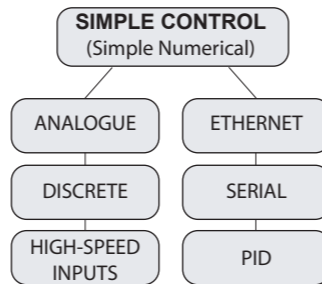 SIMPLE CONTROL
(Simple Numerical)
ANALOGUE
ETHERNET
DISCRETE
SERIAL
HIGH-SPEED
INPUTS
PID